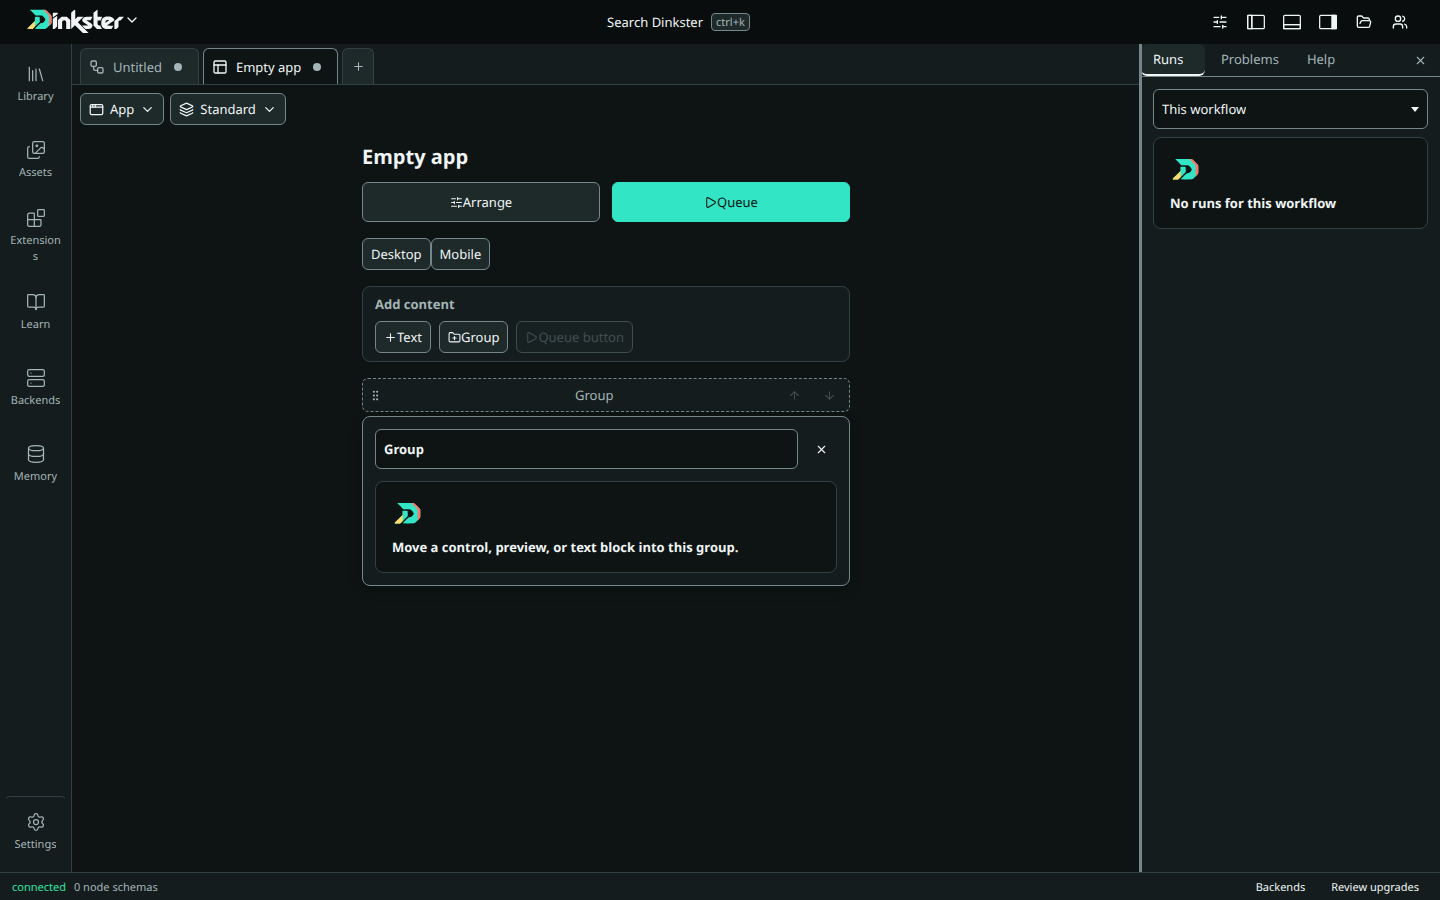 Dinkster
Search Dinkster ctrl+k
Library
Assets
Extension
s
Learn
Backends
Memory
Settings
Untitled
Empty app
App
Standard
Empty app
Arrange
Queue
Desktop
Mobile
Add content
Text
Group
Queue button
Group
Group
Move a control, preview, or text block into this group.
Runs
Problems
Help
This workflow
No runs for this workflow
connected
0 node schemas
Backends
Review upgrades